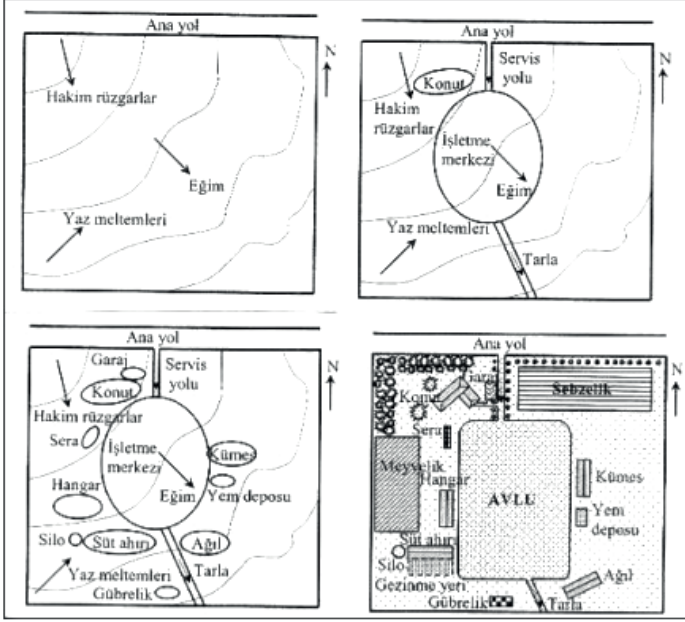 Ana yol
N
Hakim rüzgarlar
Eğim
Yaz meltemleri
Ana yol
N
Servis
yolu
Konut
Hakim
rüzgarlar
İşletme
merkezi
Eğim
Yaz meltemleri
Tarla
Ana yol
N
Garaj
Servis
yolu
Konut
Hakim rüzgarlar
Sera
İşletme
merkezi
Kümes
Eğim
Yem deposu
Hangar
Silo
Süt ahırı
Ağıl
Tarla
Yaz meltemleri
Gübrelik
Ana yol
N
Garaj
Konut
Sebzelik
Sera
Meyvelik
Hangar
AVLU
Kümes
Yem
deposu
Süt ahırı
Silo
Gezinme yeri
Ağıl
Gübrelik
Tarla